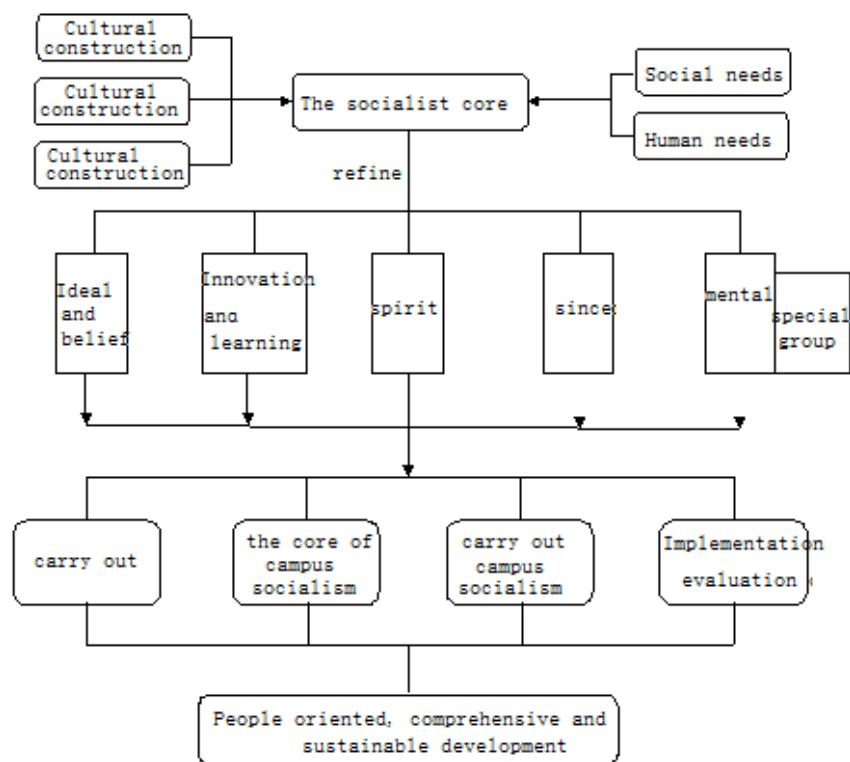 Cultural
construction
Cultural
construction
Cultural
construction
The socialist core
Social needs
Human needs
refine
Ideal
and
belief
Innovation
and
learning
spirit
since
mental
special
group
carry out
the core of
campus
socialism
carry out
campus
socialism
Implementation
evaluation
People oriented, comprehensive and
sustainable development